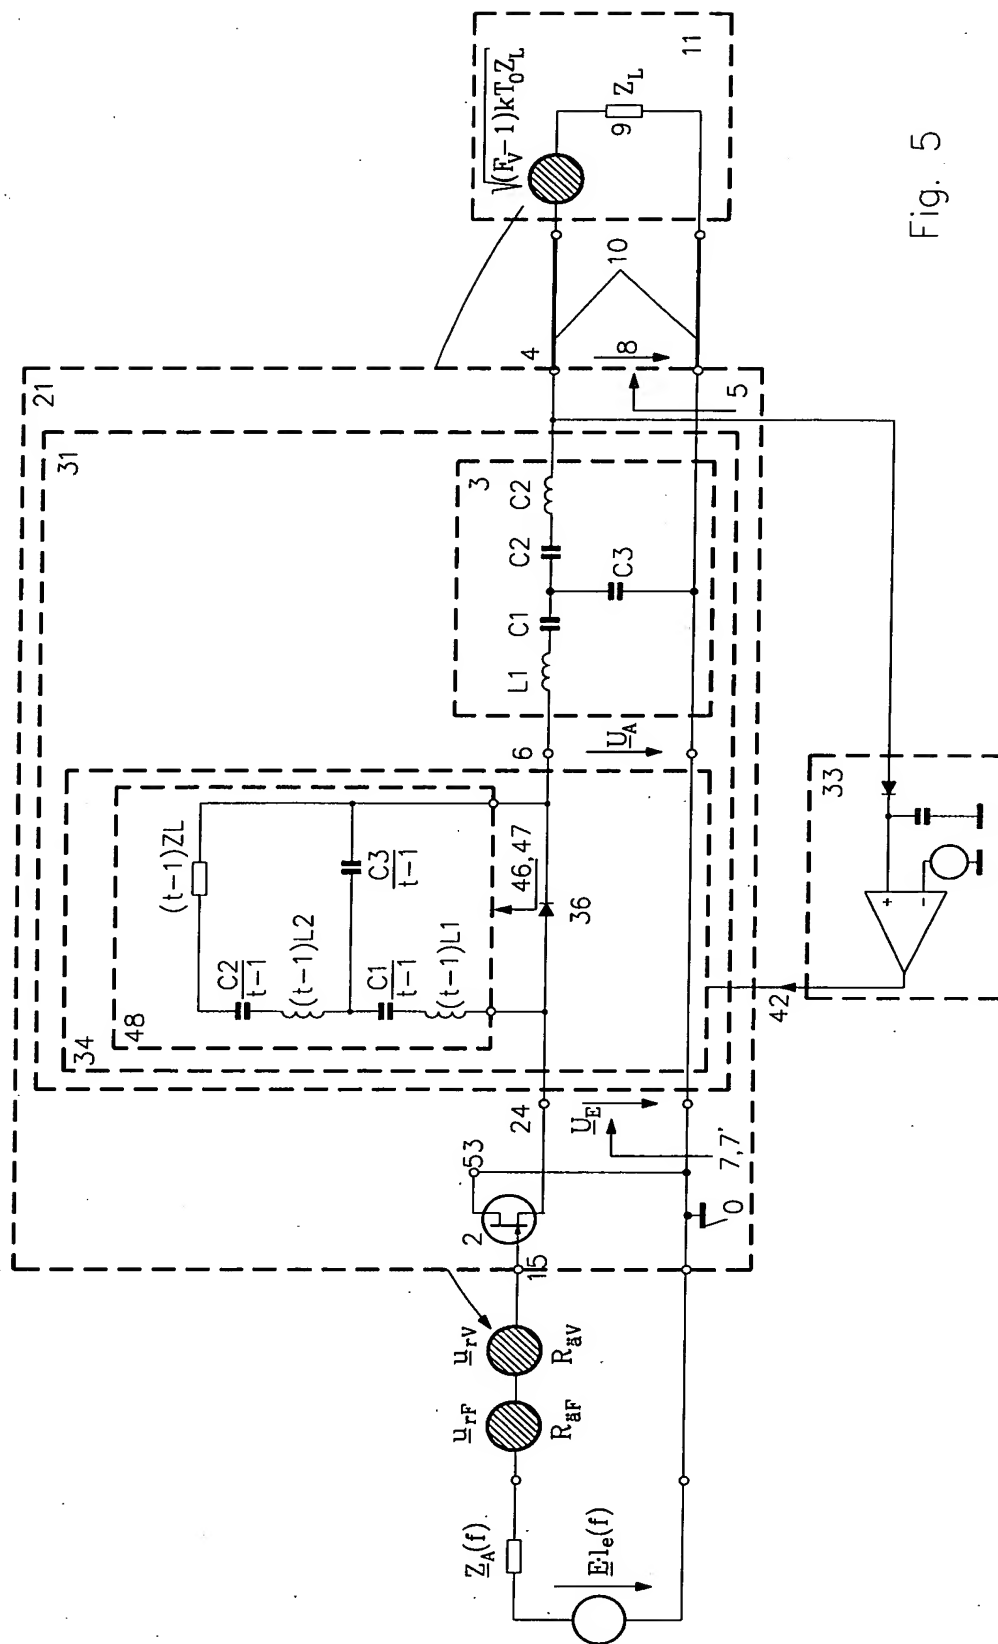 Fig. 5
21
31
34
48
(t-1)ZL
C2
t-1
(t-1)L2
C3
t-1
C1
t-1
(t-1)L1
46,47
36
3
L1
C1
C2
C2
C3
6
U_A
4
5
8
10
√(F_V-1)kT_0Z_L
9
Z_L
11
53
2
15
24
U_E
7,7'
0
42
33
+
−
u_rF
u_rV
R_äF
R_äV
Z_A(f)
E·l_e(f)